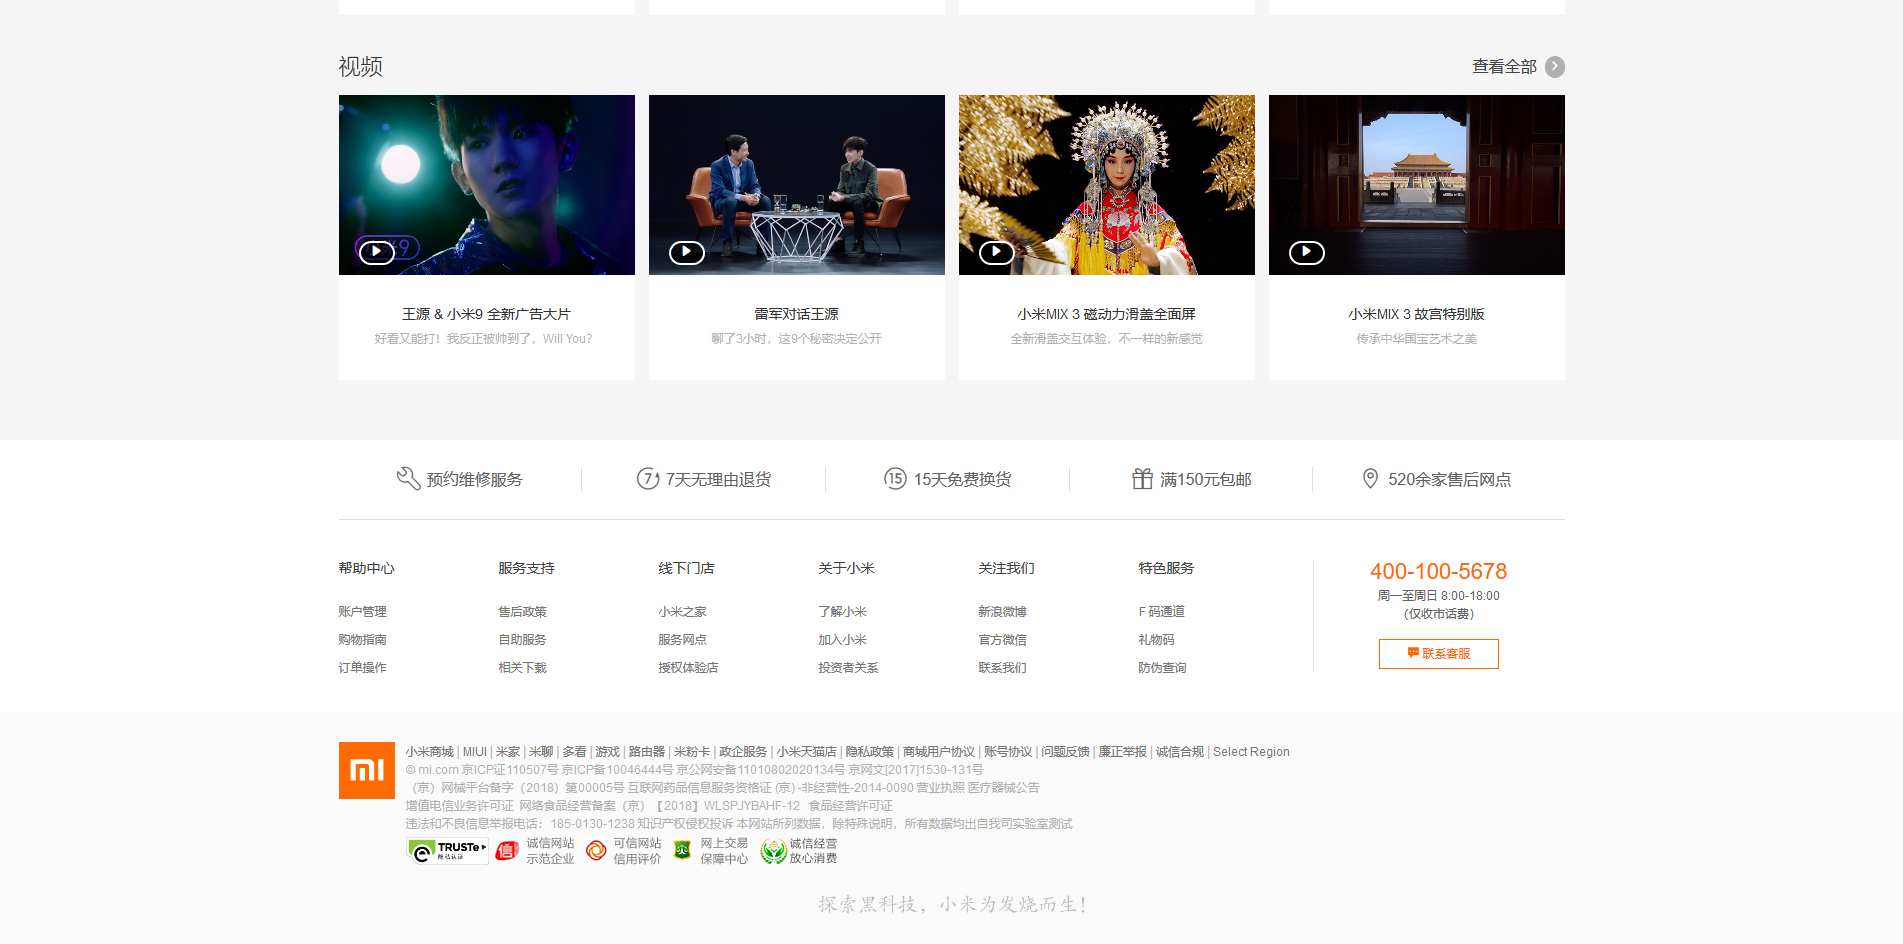 视频
查看全部
王源 & 小米9 全新广告大片
好看又能打！我反正被帅到了，Will You?
雷军对话王源
聊了3小时，这9个秘密决定公开
小米MIX 3 磁动力滑盖全面屏
全新滑盖交互体验，不一样的新感觉
小米MIX 3 故宫特别版
传承中华国宝艺术之美
预约维修服务
7天无理由退货
15天免费换货
满150元包邮
520余家售后网点
帮助中心
账户管理
购物指南
订单操作
服务支持
售后政策
自助服务
相关下载
线下门店
小米之家
服务网点
授权体验店
关于小米
了解小米
加入小米
投资者关系
关注我们
新浪微博
官方微信
联系我们
特色服务
F 码通道
礼物码
防伪查询
400-100-5678
周一至周日 8:00-18:00
（仅收市话费）
联系客服
小米商城 | MIUI | 米家 | 米聊 | 多看 | 游戏 | 路由器 | 米粉卡 | 政企服务 | 小米天猫店 | 隐私政策 | 商城用户协议 | 账号协议 | 问题反馈 | 廉正举报 | 诚信合规 | Select Region
© mi.com 京ICP证110507号 京ICP备10046444号 京公网安备11010802020134号 京网文[2017]1530-131号
（京）网械平台备字（2018）第00005号 互联网药品信息服务资格证 (京) -非经营性-2014-0090 营业执照 医疗器械公告
增值电信业务许可证 网络食品经营备案（京）【2018】WLSPJYBAHF-12 食品经营许可证
违法和不良信息举报电话：185-0130-1238 知识产权侵权投诉 本网站所列数据，除特殊说明，所有数据均出自我司实验室测试
TRUSTe
隐私认证
信
诚信网站
示范企业
可信网站
信用评价
网上交易
保障中心
诚信经营
放心消费
探索黑科技，小米为发烧而生！